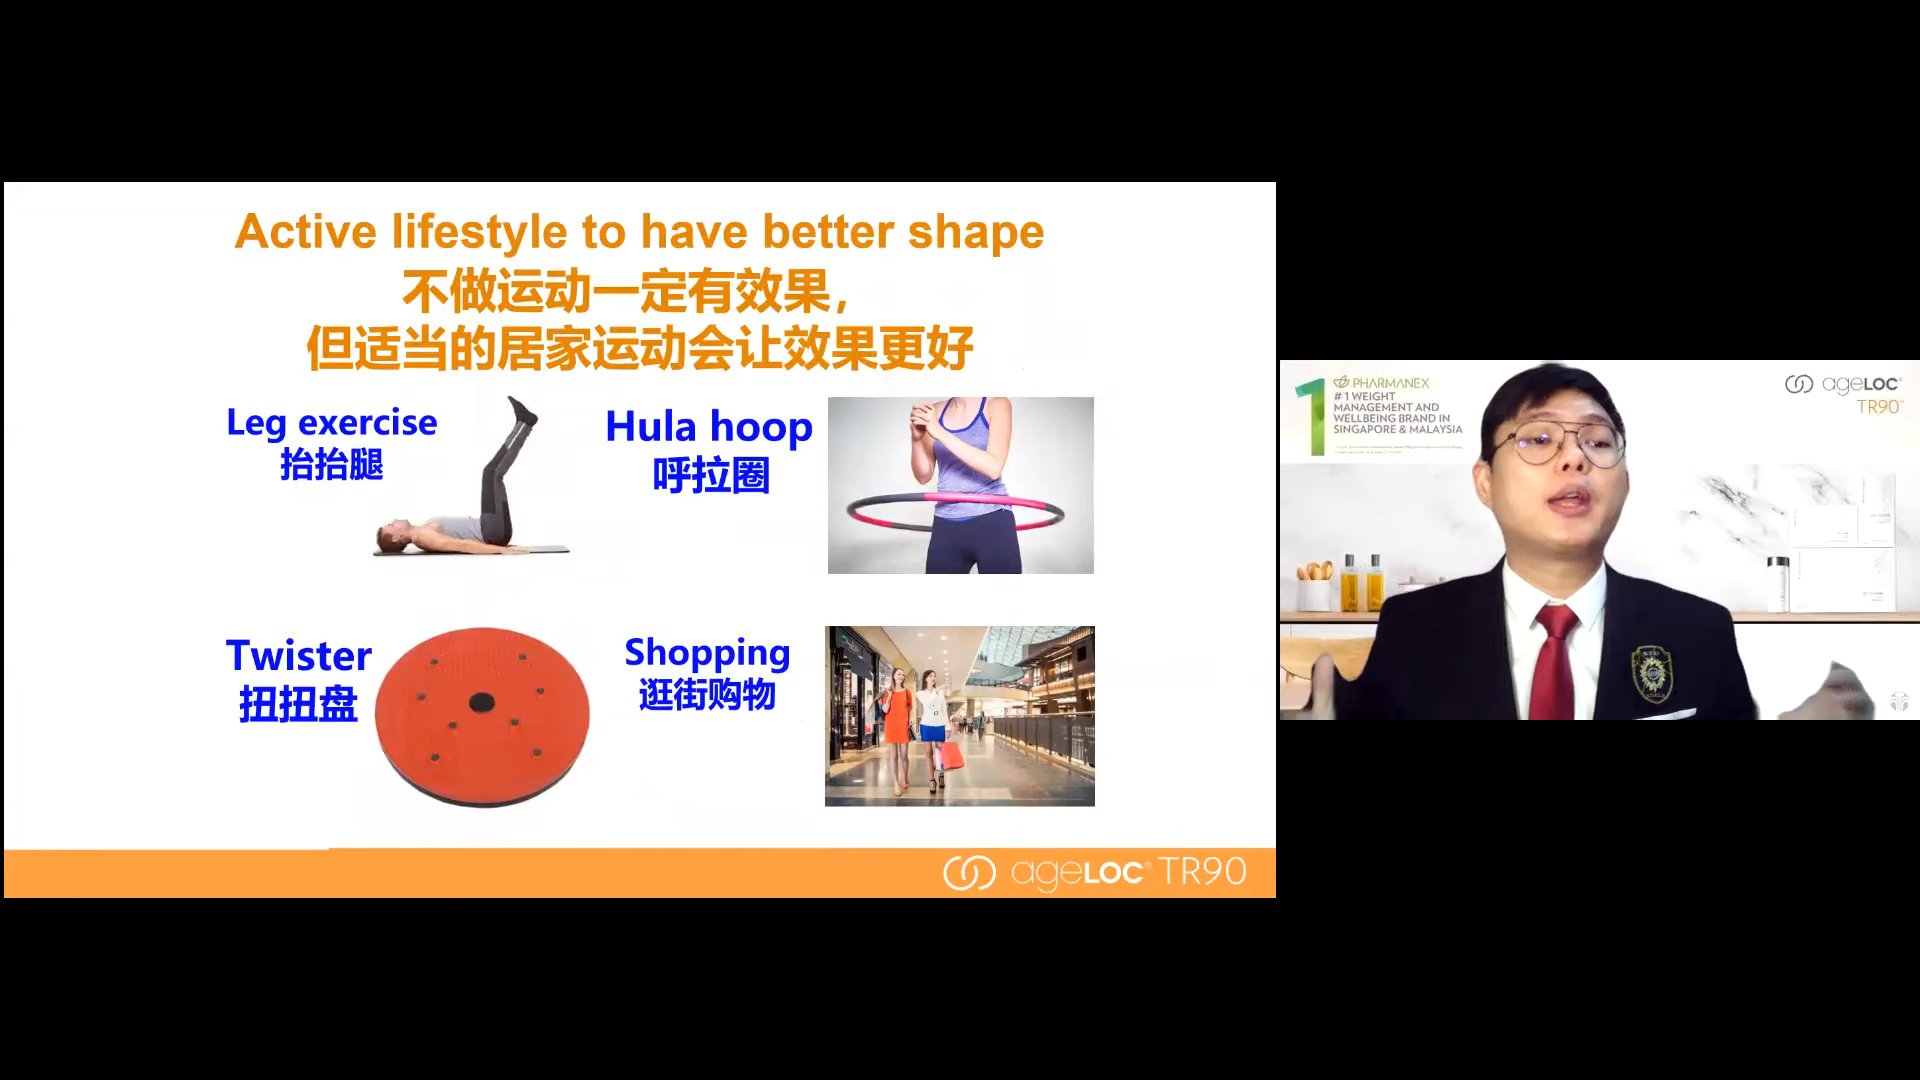 Active lifestyle to have better shape
不做运动一定有效果，
但适当的居家运动会让效果更好
Leg exercise
抬抬腿
Hula hoop
呼拉圈
Twister
扭扭盘
Shopping
逛街购物
ageLOC® TR90
1
PHARMANEX
#1 WEIGHT
MANAGEMENT AND
WELLBEING BRAND IN
SINGAPORE & MALAYSIA
ageLOC®
TR90™